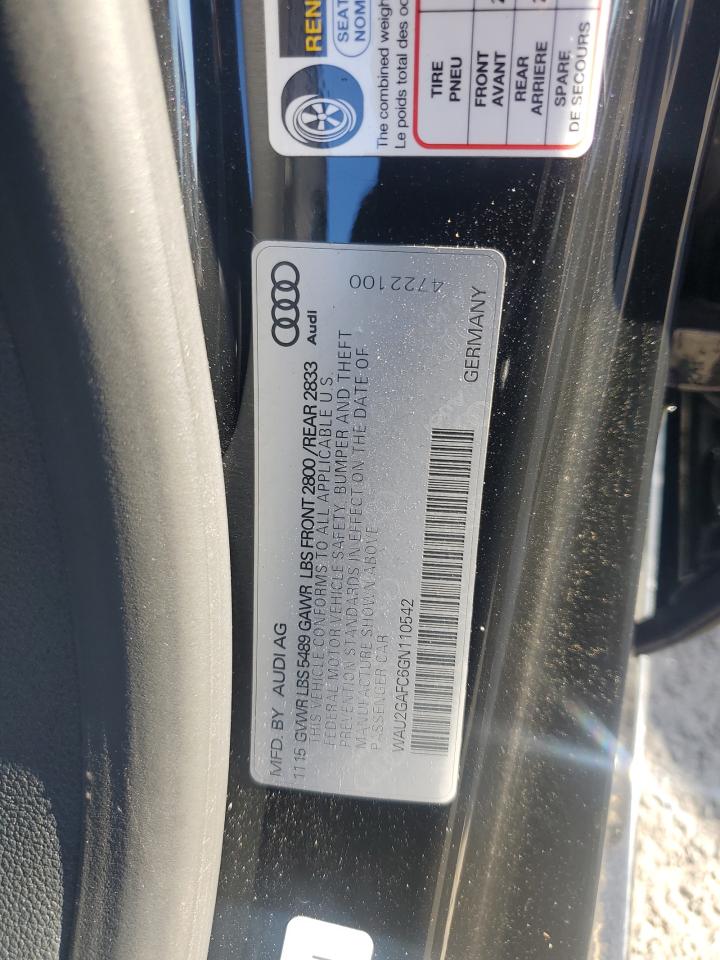 MFD. BY AUDI AG
1115 GVWR LBS 5489 GAWR LBS FRONT 2800 / REAR 2833
THIS VEHICLE CONFORMS TO ALL APPLICABLE U.S.
FEDERAL MOTOR VEHICLE SAFETY, BUMPER AND THEFT
PREVENTION STANDARDS IN EFFECT ON THE DATE OF
MANUFACTURE SHOWN ABOVE
PASSENGER CAR
WAU2GAFC6GN110542
Audi
4722100
GERMANY
REN
SEAT
NOM
The combined weigh
Le poids total des oc
TIRE
PNEU
FRONT
AVANT
REAR
ARRIERE
SPARE
DE SECOURS